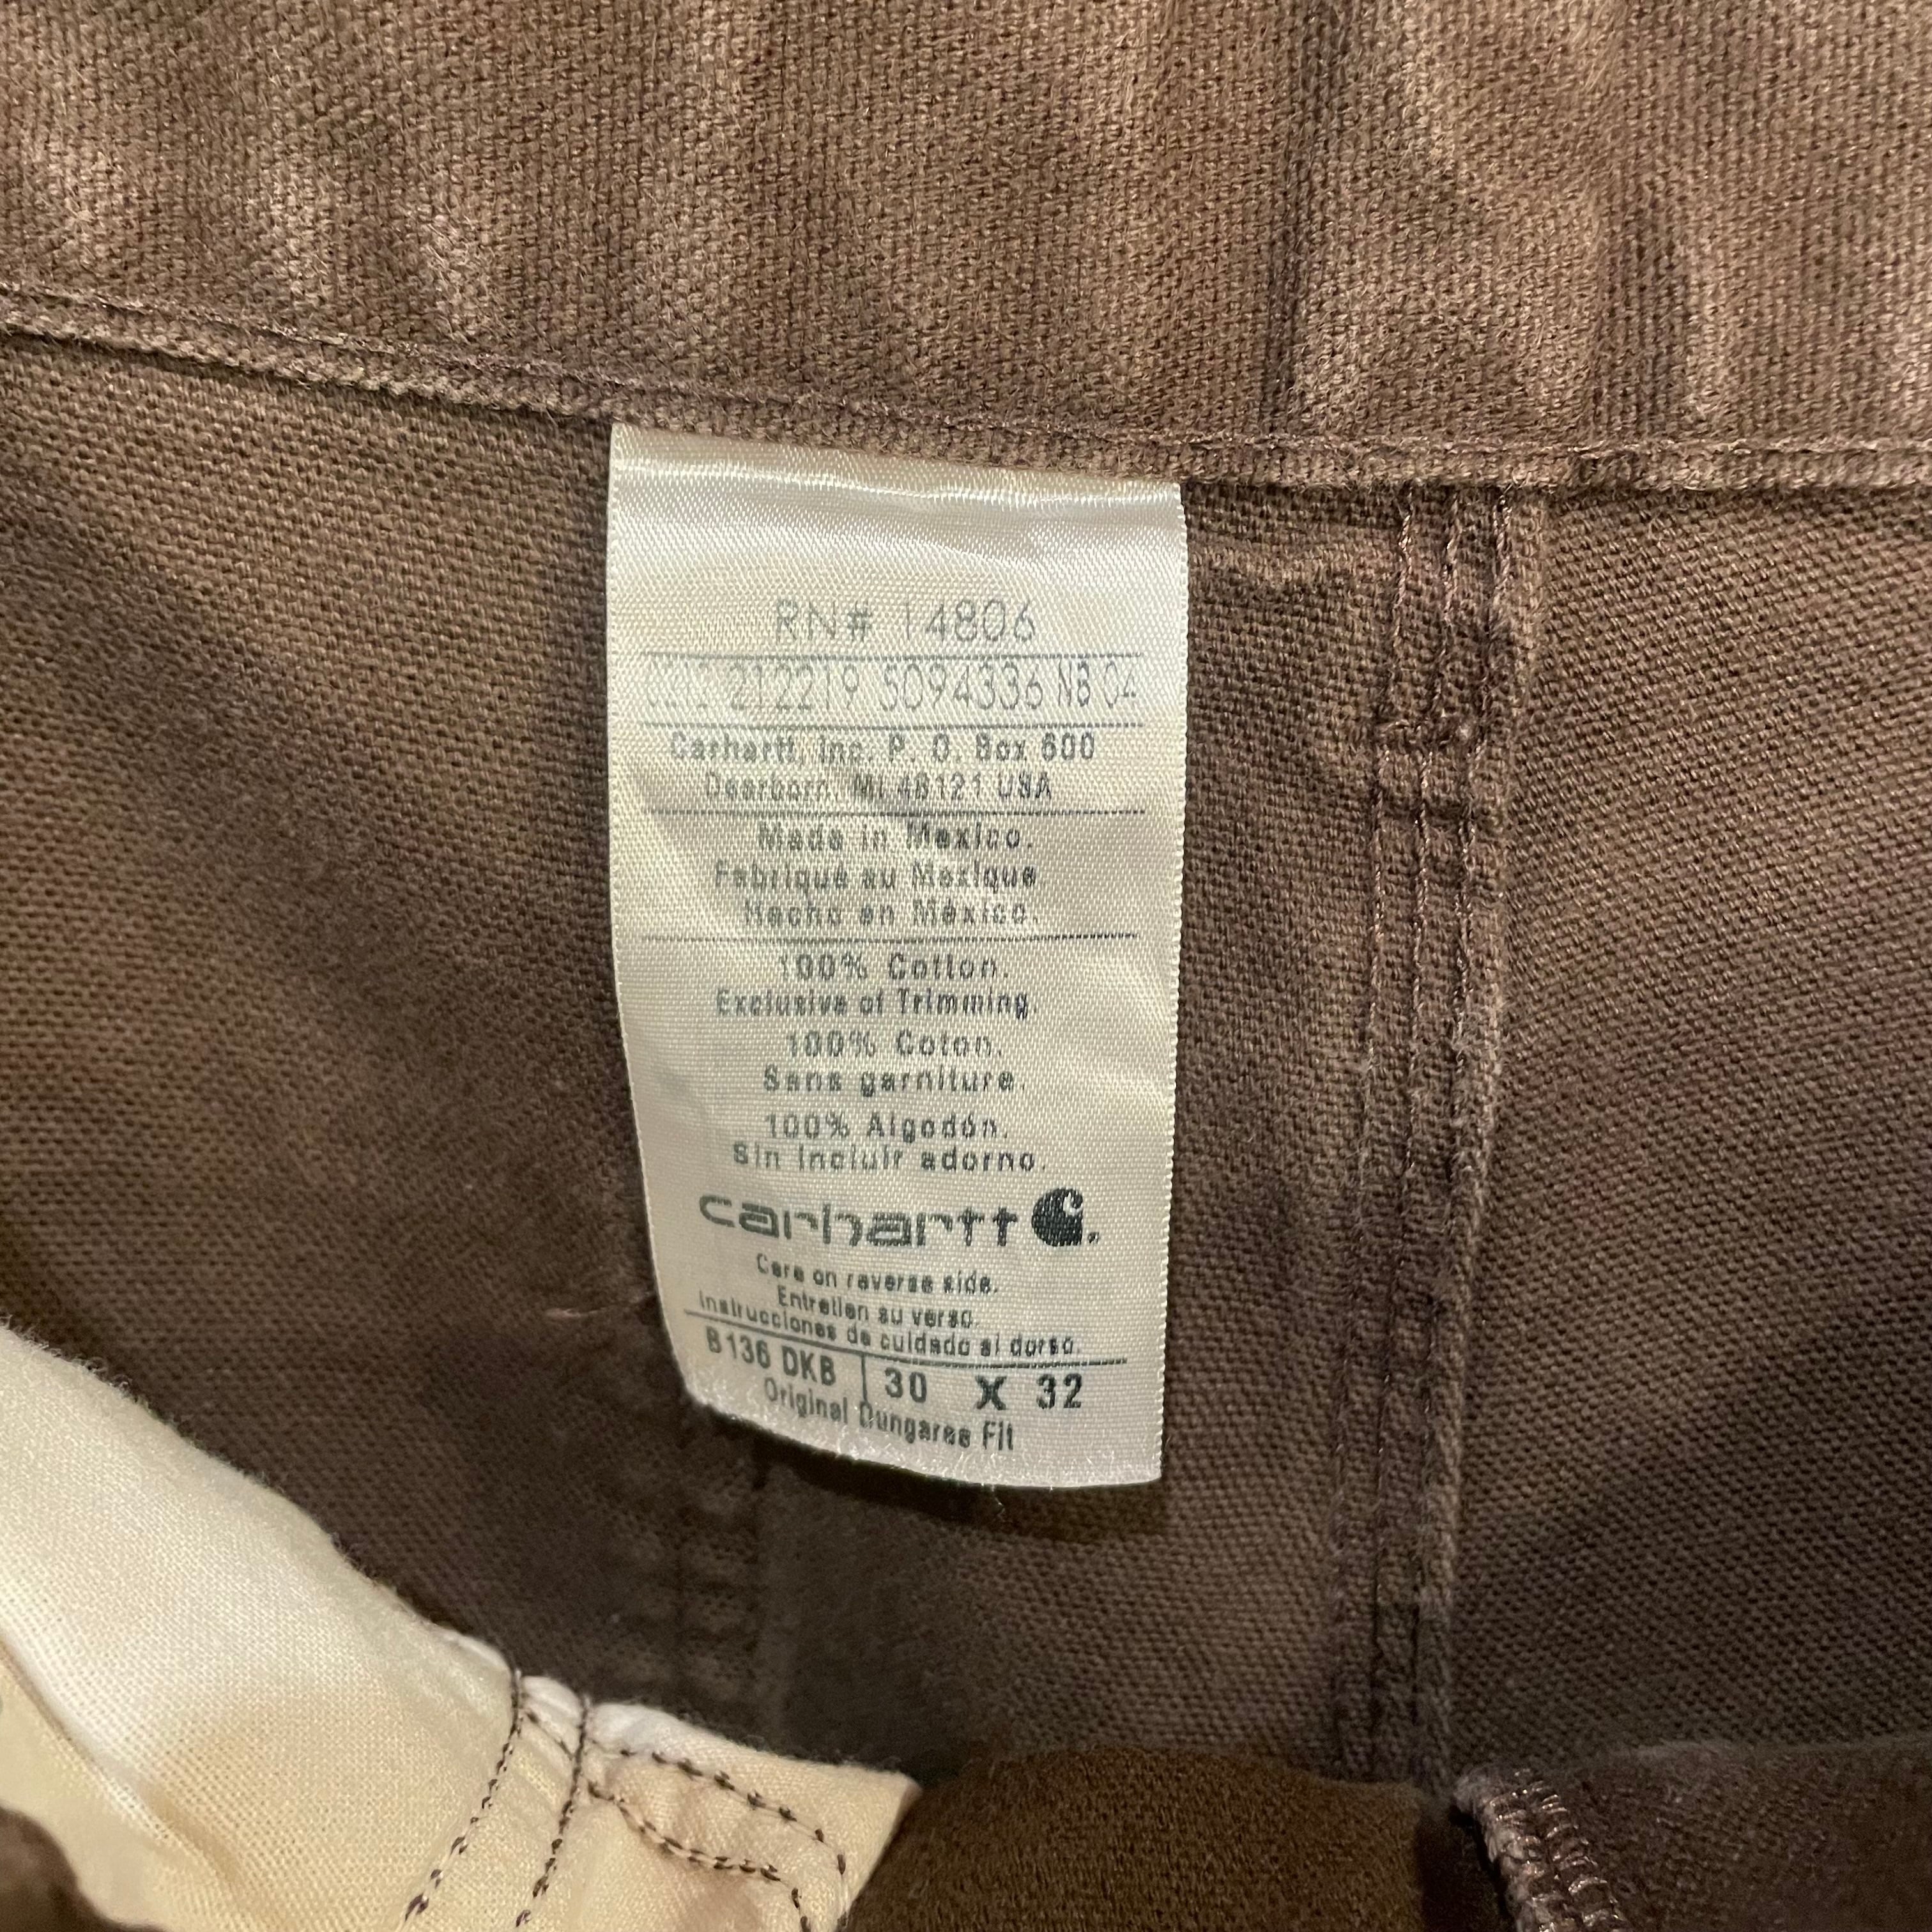 RN# 14806
0212 212219 5094336 NB 04
Carhartt, Inc. P. O. Box 600
Dearborn, MI 48121 USA
Made in Mexico.
Fabriqué au Mexique
Hecho en México.
100% Cotton.
Exclusive of Trimming
100% Coton.
Sans garniture.
100% Algodón.
Sin incluir adorno.
carhartt
Care on reverse side.
Entretien au verso.
Instrucciones de cuidado al dorso.
B136 DKB 30 X 32
Original Dungaree Fit